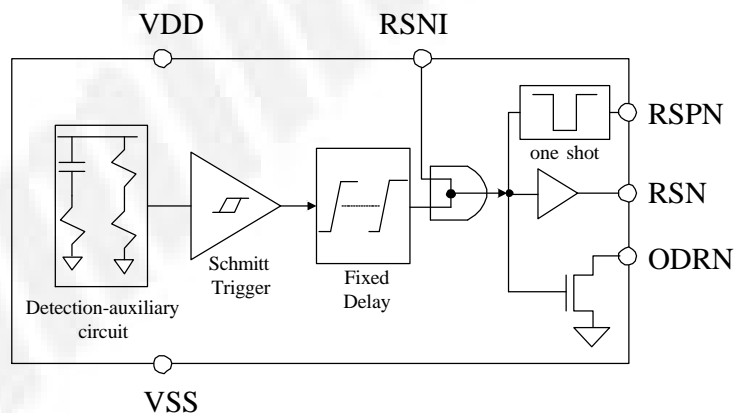 VDD
RSNI
RSPN
one shot
RSN
ODRN
Schmitt
Trigger
Fixed
Delay
Detection-auxiliary
circuit
VSS